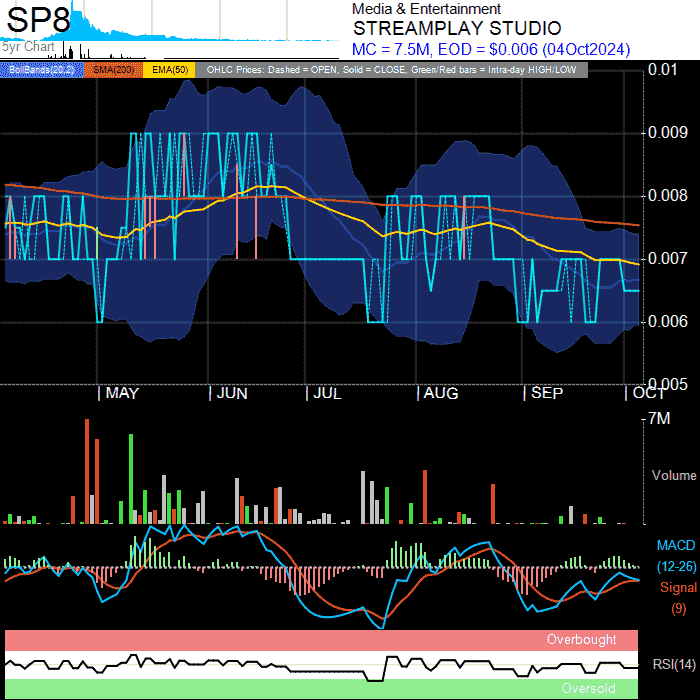 SP8
Media & Entertainment
STREAMPLAY STUDIO
MC = 7.5M, EOD = $0.006 (04Oct2024)
5yr Chart
BollBands(20,2) SMA(200) EMA(50) OHLC Prices: Dashed = OPEN, Solid = CLOSE, Green/Red bars = Intra-day HIGH/LOW
0.01
0.009
0.008
0.007
0.006
0.005
MAY JUN JUL AUG SEP OCT
7M
Volume
MACD
(12-26)
Signal
(9)
Overbought
RSI(14)
Oversold